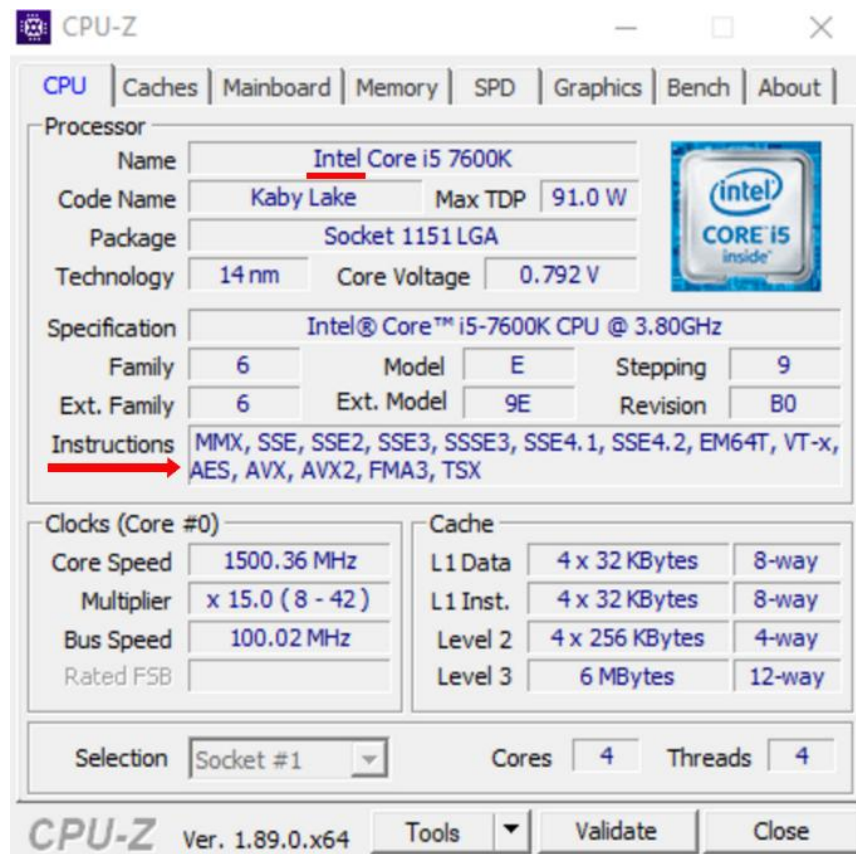 CPU-Z
CPU Caches Mainboard Memory SPD Graphics Bench About
Processor
Name Intel Core i5 7600K
Code Name Kaby Lake Max TDP 91.0 W
Package Socket 1151 LGA
Technology 14 nm Core Voltage 0.792 V
intel
CORE i5
inside™
Specification Intel® Core™ i5-7600K CPU @ 3.80GHz
Family 6 Model E Stepping 9
Ext. Family 6 Ext. Model 9E Revision B0
Instructions MMX, SSE, SSE2, SSE3, SSSE3, SSE4.1, SSE4.2, EM64T, VT-x,
AES, AVX, AVX2, FMA3, TSX
Clocks (Core #0)
Core Speed 1500.36 MHz
Multiplier x 15.0 ( 8 - 42 )
Bus Speed 100.02 MHz
Rated FSB
Cache
L1 Data 4 x 32 KBytes 8-way
L1 Inst. 4 x 32 KBytes 8-way
Level 2 4 x 256 KBytes 4-way
Level 3 6 MBytes 12-way
Selection Socket #1 Cores 4 Threads 4
CPU-Z Ver. 1.89.0.x64 Tools Validate Close